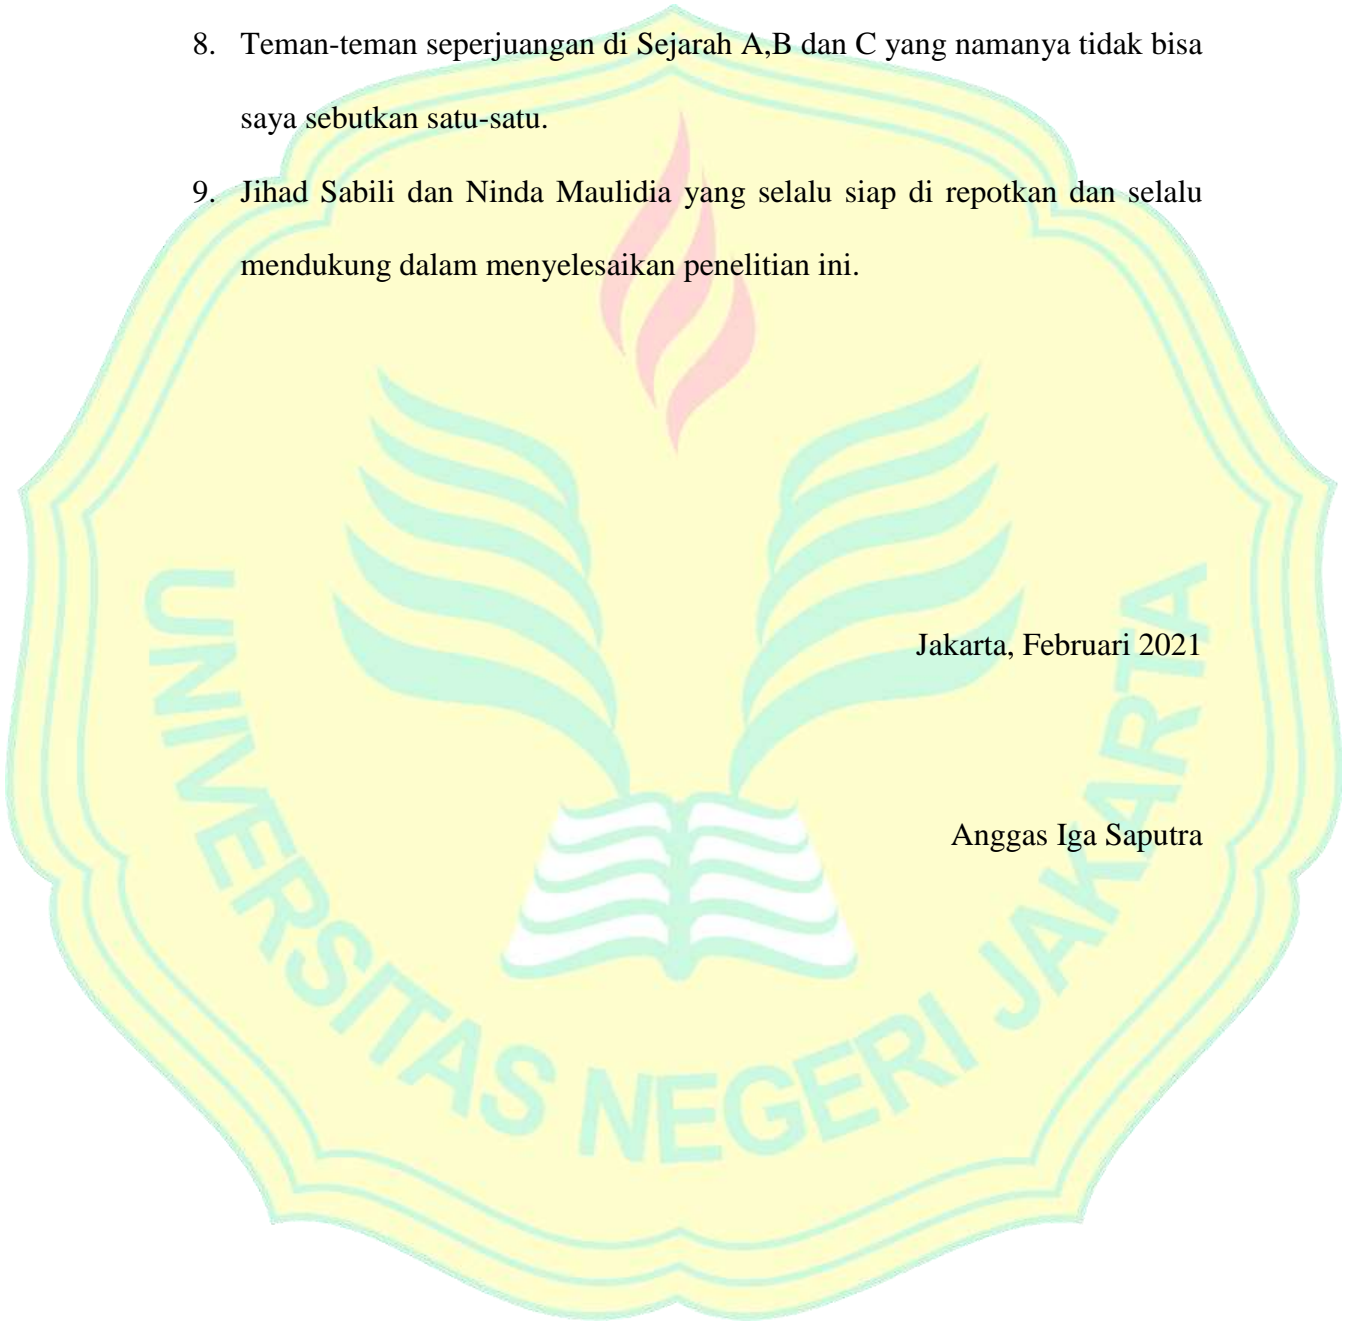 8. Teman-teman seperjuangan di Sejarah A,B dan C yang namanya tidak bisa
saya sebutkan satu-satu.
9. Jihad Sabili dan Ninda Maulidia yang selalu siap di repotkan dan selalu
mendukung dalam menyelesaikan penelitian ini.
Jakarta, Februari 2021
Anggas Iga Saputra
UNIVERSITAS NEGERI JAKARTA